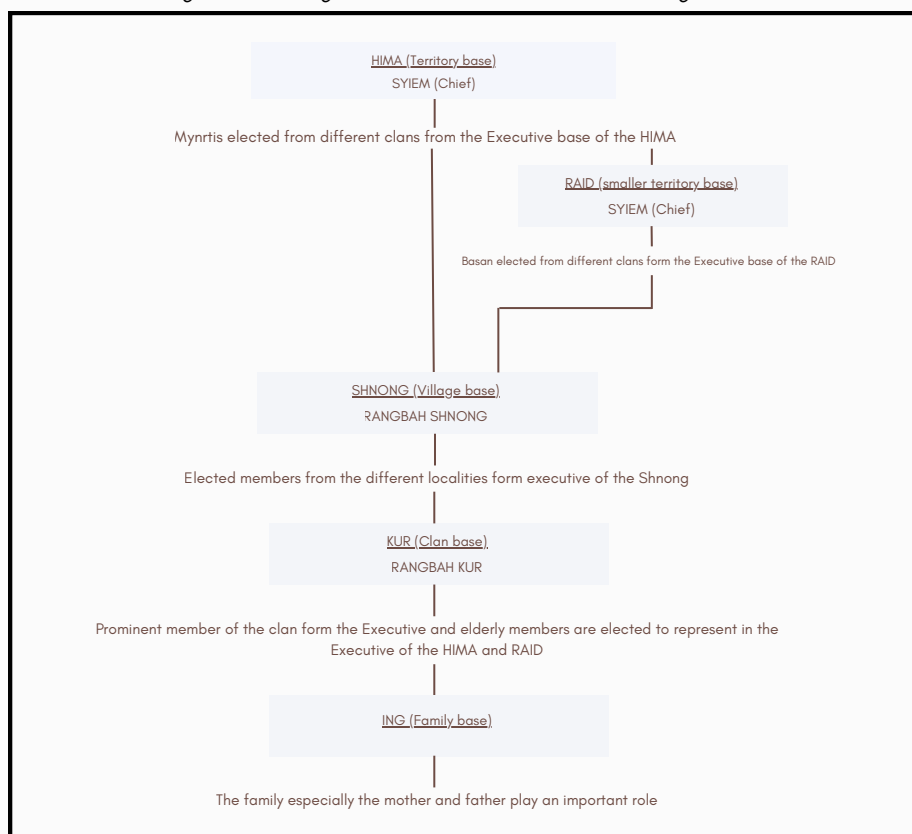 HIMA (Territory base)
SYIEM (Chief)
Mynrtis elected from different clans from the Executive base of the HIMA
RAID (smaller territory base)
SYIEM (Chief)
Basan elected from different clans form the Executive base of the RAID
SHNONG (Village base)
RANGBAH SHNONG
Elected members from the different localities form executive of the Shnong
KUR (Clan base)
RANGBAH KUR
Prominent member of the clan form the Executive and elderly members are elected to represent in the
Executive of the HIMA and RAID
ING (Family base)
The family especially the mother and father play an important role